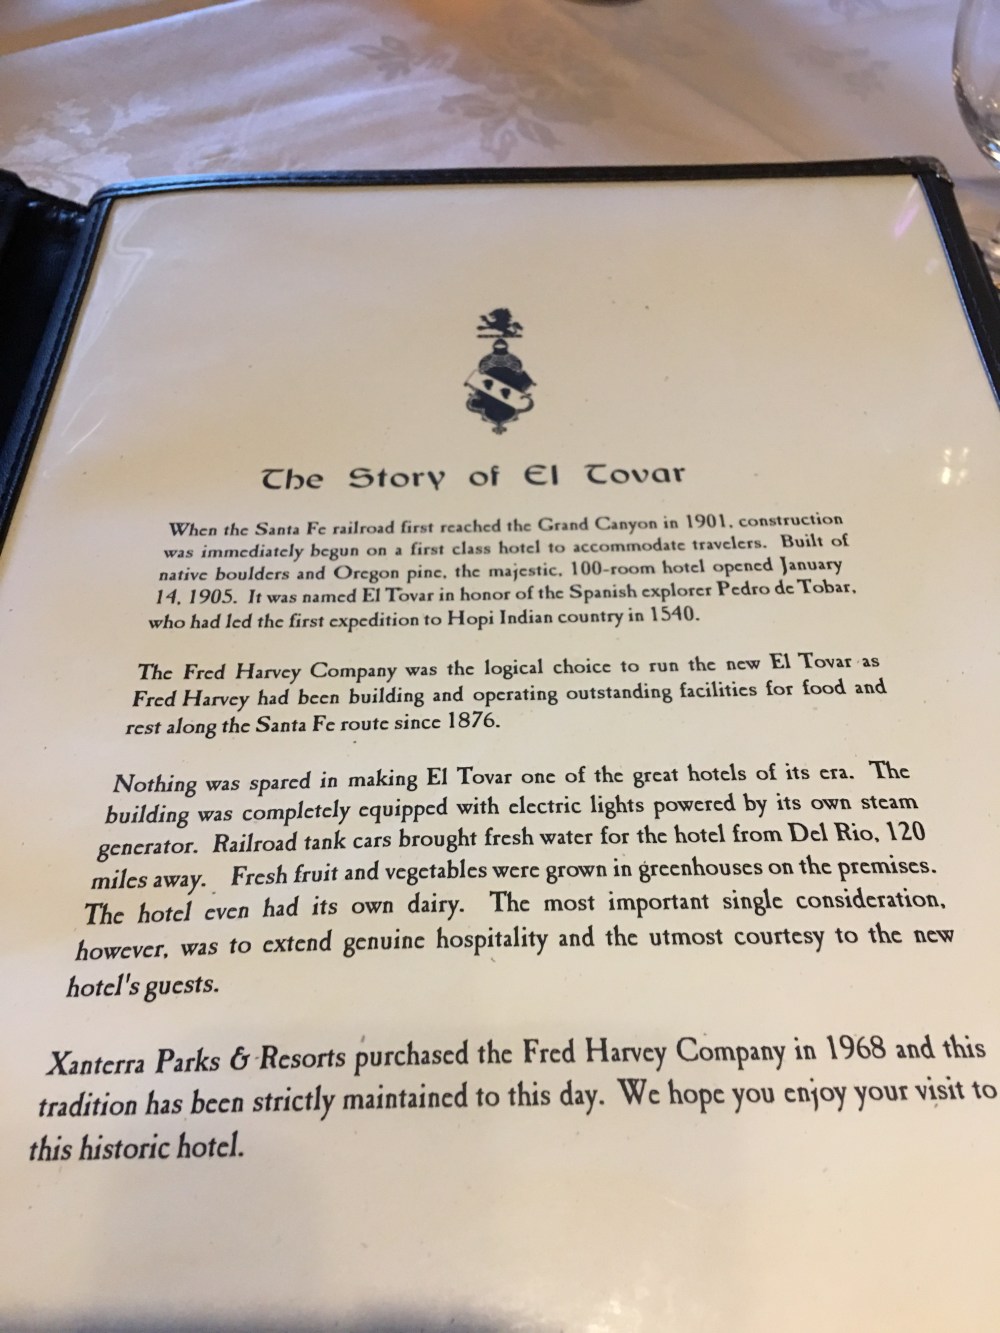 The Story of El Tovar
When the Santa Fe railroad first reached the Grand Canyon in 1901, construction
was immediately begun on a first class hotel to accommodate travelers. Built of
native boulders and Oregon pine, the majestic, 100-room hotel opened January
14, 1905. It was named El Tovar in honor of the Spanish explorer Pedro de Tobar,
who had led the first expedition to Hopi Indian country in 1540.
The Fred Harvey Company was the logical choice to run the new El Tovar as
Fred Harvey had been building and operating outstanding facilities for food and
rest along the Santa Fe route since 1876.
Nothing was spared in making El Tovar one of the great hotels of its era. The
building was completely equipped with electric lights powered by its own steam
generator. Railroad tank cars brought fresh water for the hotel from Del Rio, 120
miles away. Fresh fruit and vegetables were grown in greenhouses on the premises.
The hotel even had its own dairy. The most important single consideration,
however, was to extend genuine hospitality and the utmost courtesy to the new
hotel's guests.
Xanterra Parks & Resorts purchased the Fred Harvey Company in 1968 and this
tradition has been strictly maintained to this day. We hope you enjoy your visit to
this historic hotel.